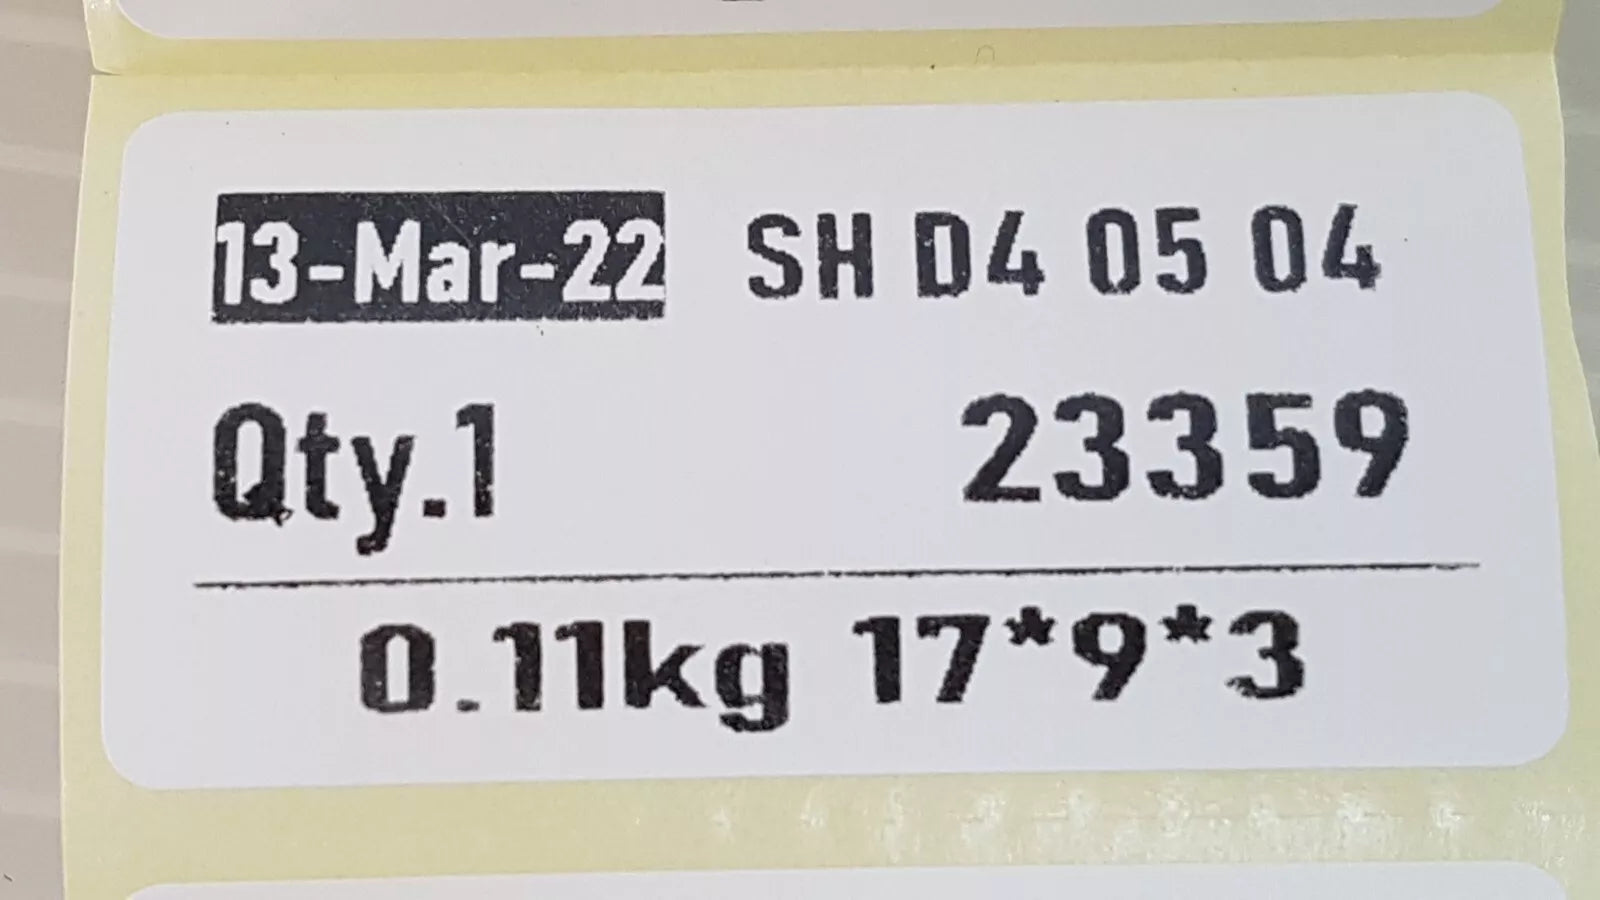 13-Mar-22 SH D4 05 04
Qty.1 23359
0.11kg 17*9*3